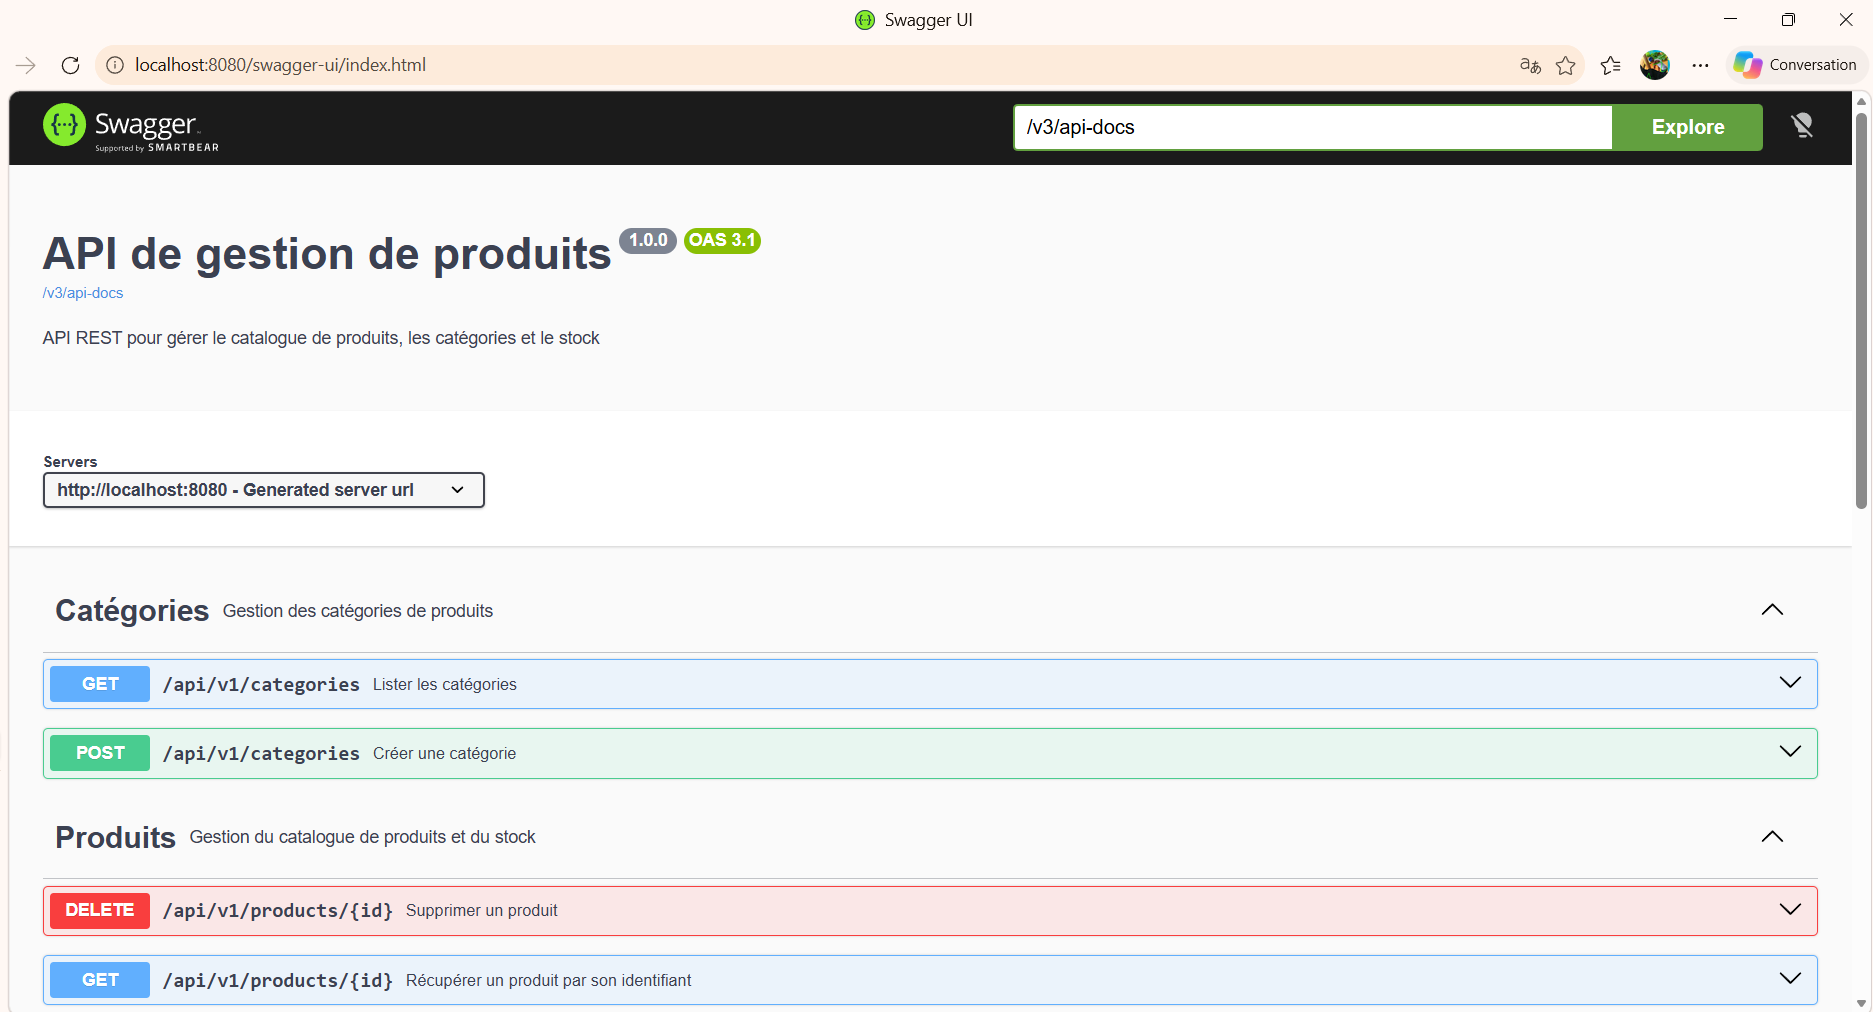 Swagger UI
localhost:8080/swagger-ui/index.html
Conversation
Swagger
Supported by SMARTBEAR
/v3/api-docs
Explore
API de gestion de produits 1.0.0 OAS 3.1
/v3/api-docs
API REST pour gérer le catalogue de produits, les catégories et le stock
Servers
http://localhost:8080 - Generated server url
Catégories Gestion des catégories de produits
GET /api/v1/categories Lister les catégories
POST /api/v1/categories Créer une catégorie
Produits Gestion du catalogue de produits et du stock
DELETE /api/v1/products/{id} Supprimer un produit
GET /api/v1/products/{id} Récupérer un produit par son identifiant